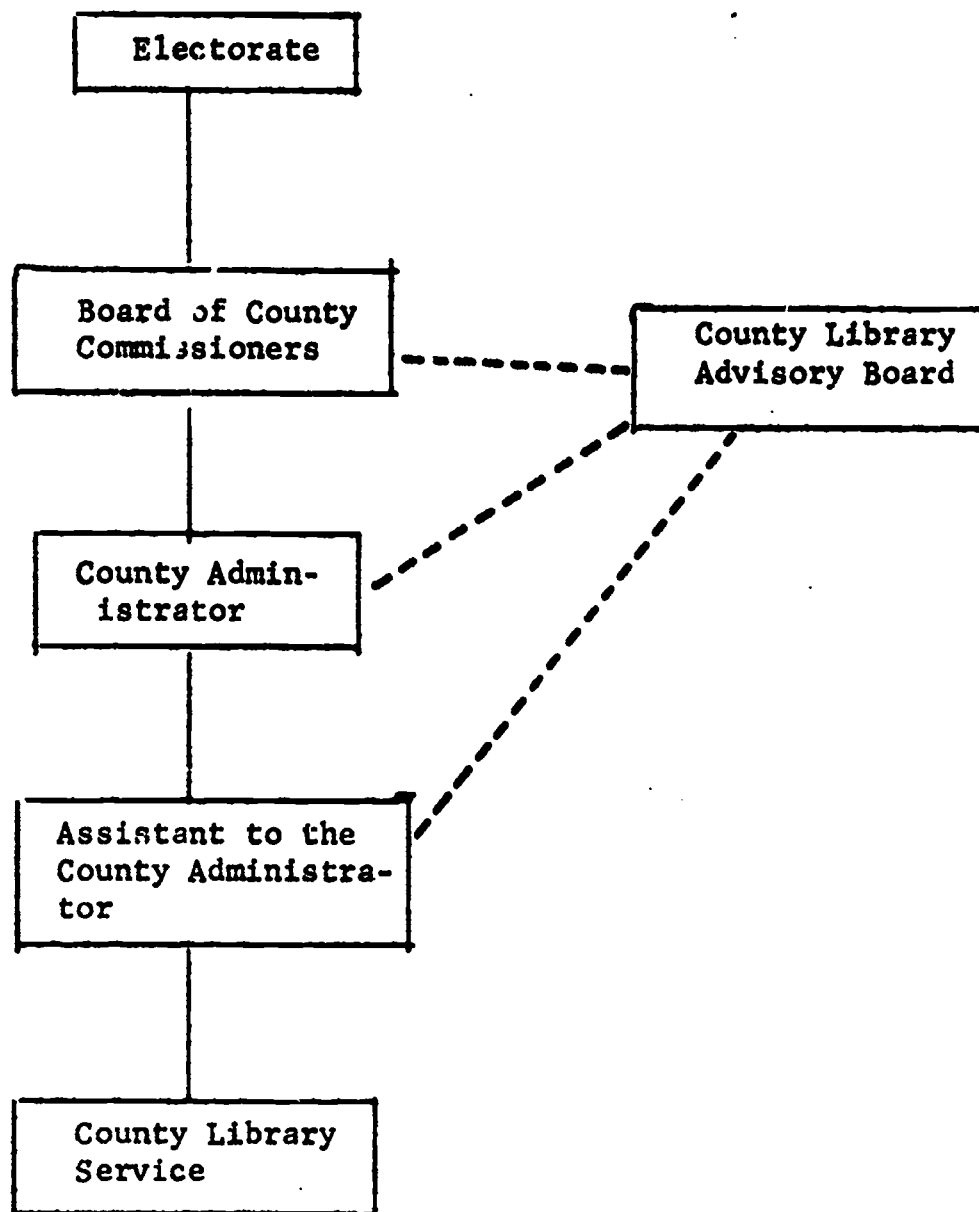 Electorate
Board of County
Commissioners
County Library
Advisory Board
County Admin-
istrator
Assistant to the
County Administra-
tor
County Library
Service